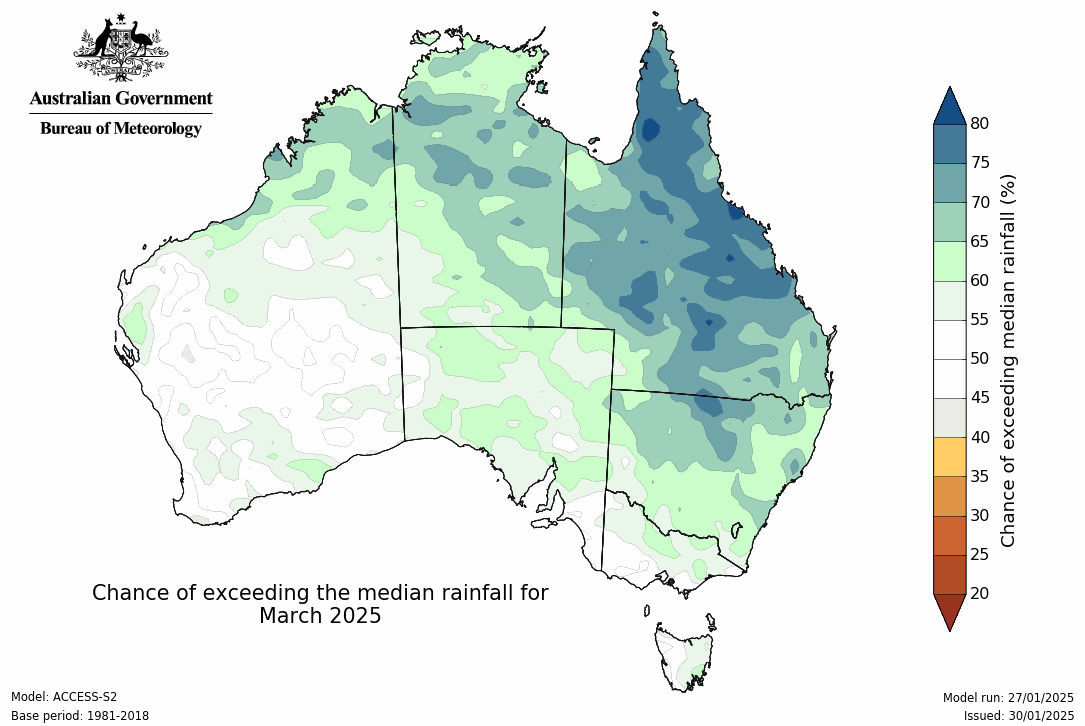 Australian Government
Bureau of Meteorology
80
75
70
65
60
55
50
45
40
35
30
25
20
Chance of exceeding median rainfall (%)
Chance of exceeding the median rainfall for
March 2025
Model: ACCESS-S2
Base period: 1981-2018
Model run: 27/01/2025
Issued: 30/01/2025